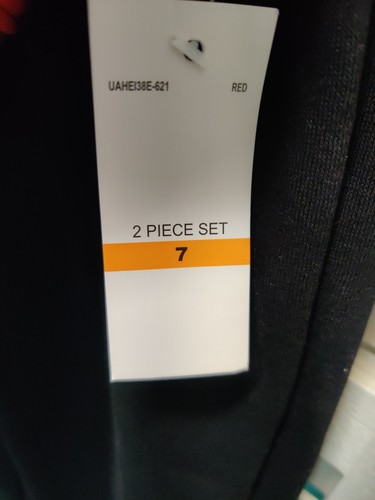 UAHEI38E-621 RED
2 PIECE SET
7